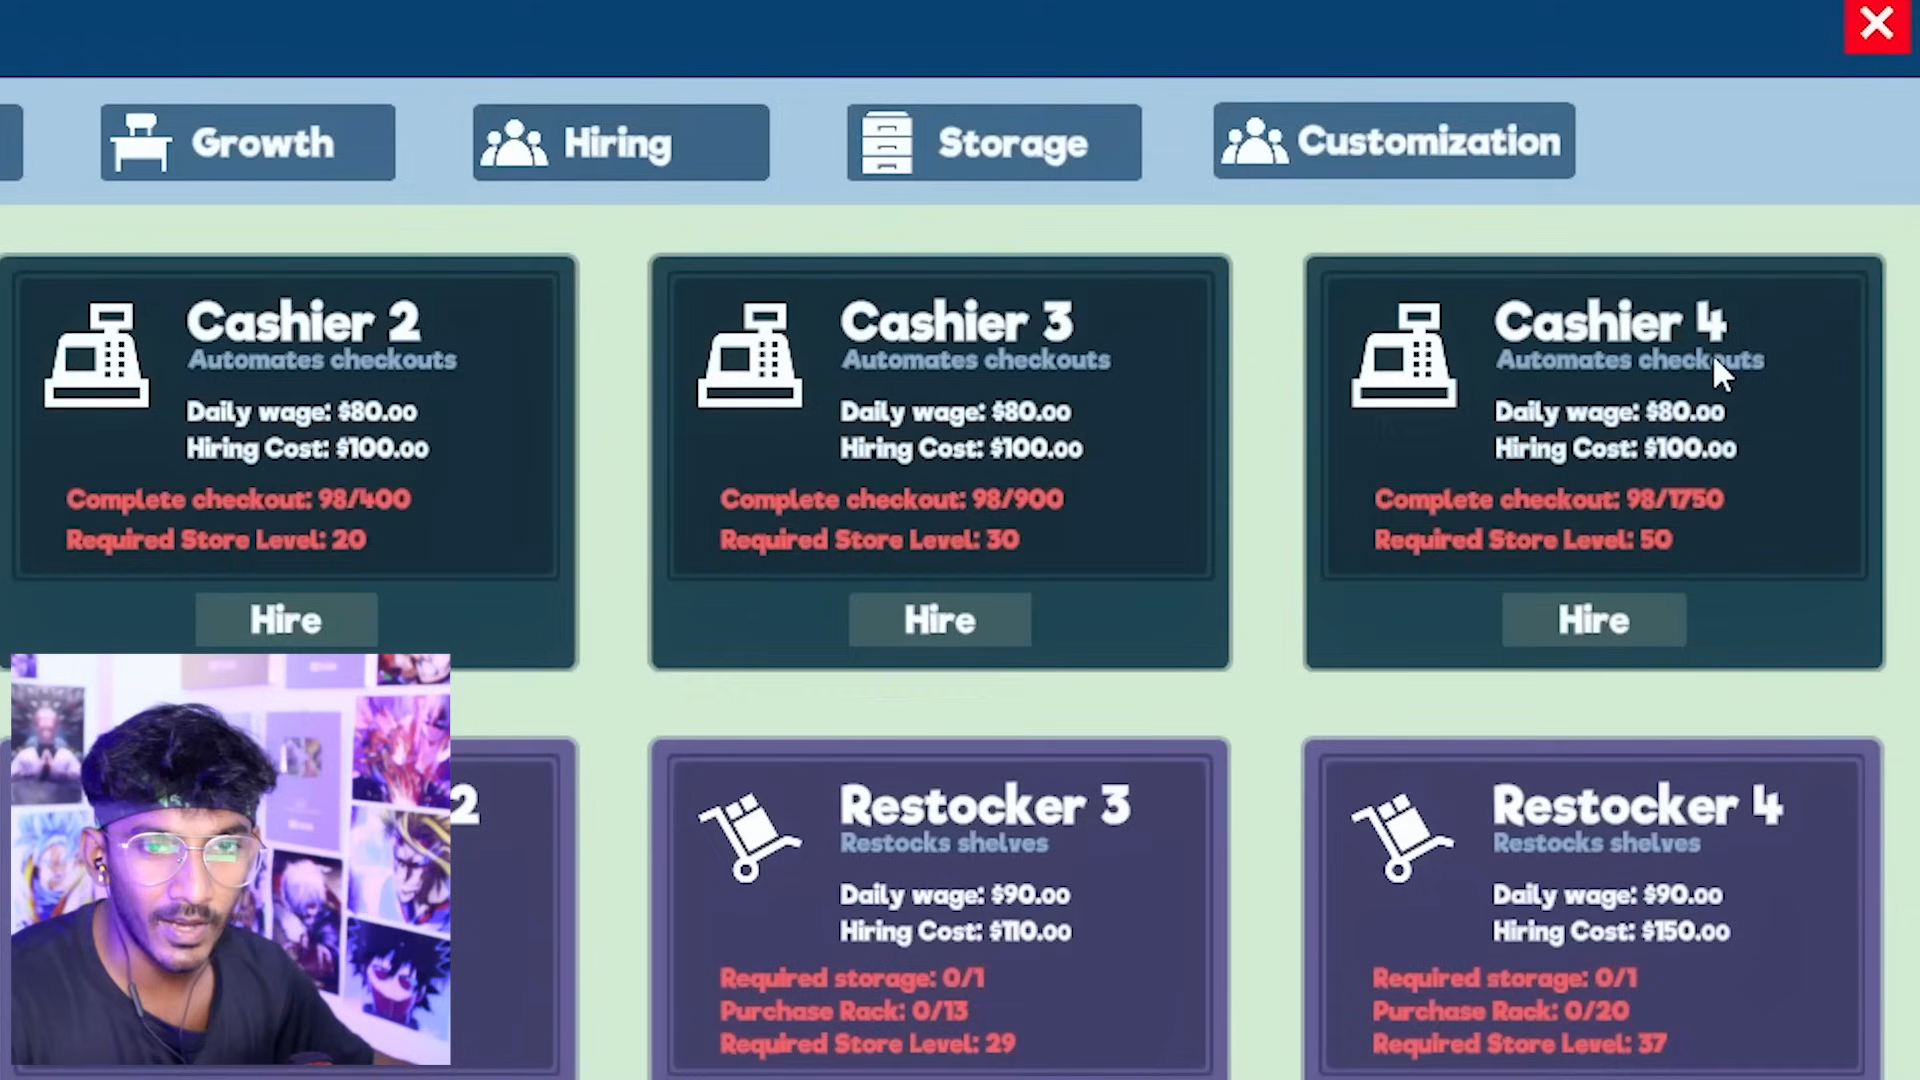 Growth
Hiring
Storage
Customization
Cashier 2
Automates checkouts
Daily wage: $80.00
Hiring Cost: $100.00
Complete checkout: 98/400
Required Store Level: 20
Hire
Cashier 3
Automates checkouts
Daily wage: $80.00
Hiring Cost: $100.00
Complete checkout: 98/900
Required Store Level: 30
Hire
Cashier 4
Automates checkouts
Daily wage: $80.00
Hiring Cost: $100.00
Complete checkout: 98/1750
Required Store Level: 50
Hire
2
Restocker 3
Restocks shelves
Daily wage: $90.00
Hiring Cost: $110.00
Required storage: 0/1
Purchase Rack: 0/13
Required Store Level: 29
Restocker 4
Restocks shelves
Daily wage: $90.00
Hiring Cost: $150.00
Required storage: 0/1
Purchase Rack: 0/20
Required Store Level: 37